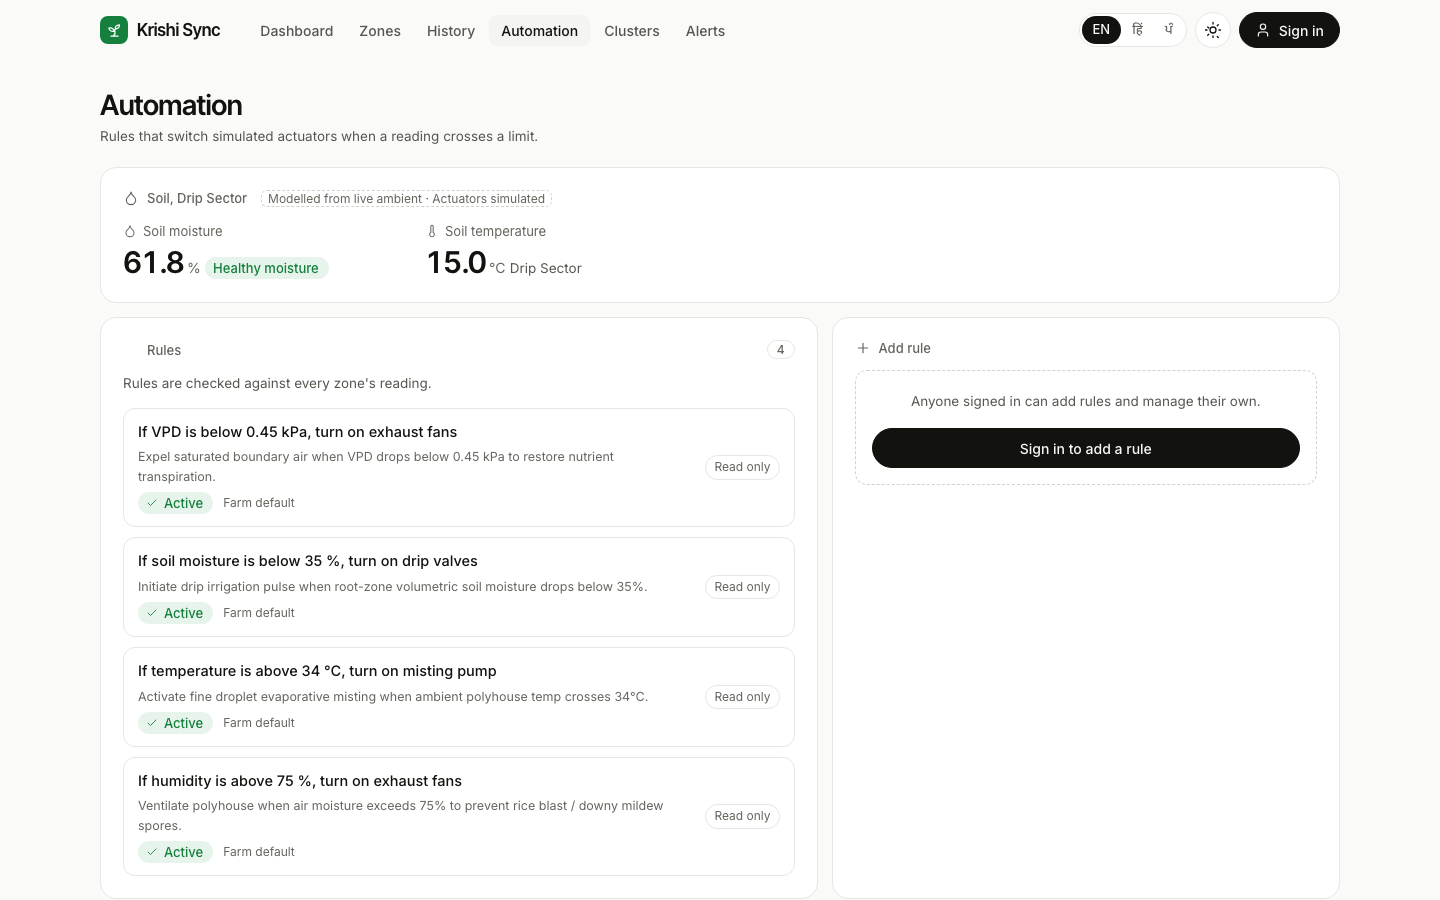 Krishi Sync
Dashboard
Zones
History
Automation
Clusters
Alerts
EN
हिं
ਪੰ
Sign in
Automation
Rules that switch simulated actuators when a reading crosses a limit.
Soil, Drip Sector
Modelled from live ambient · Actuators simulated
Soil moisture
61.8 % Healthy moisture
Soil temperature
15.0 °C Drip Sector
Rules
4
Rules are checked against every zone's reading.
If VPD is below 0.45 kPa, turn on exhaust fans
Expel saturated boundary air when VPD drops below 0.45 kPa to restore nutrient
transpiration.
Active
Farm default
Read only
If soil moisture is below 35 %, turn on drip valves
Initiate drip irrigation pulse when root-zone volumetric soil moisture drops below 35%.
Active
Farm default
Read only
If temperature is above 34 °C, turn on misting pump
Activate fine droplet evaporative misting when ambient polyhouse temp crosses 34°C.
Active
Farm default
Read only
If humidity is above 75 %, turn on exhaust fans
Ventilate polyhouse when air moisture exceeds 75% to prevent rice blast / downy mildew
spores.
Active
Farm default
Read only
Add rule
Anyone signed in can add rules and manage their own.
Sign in to add a rule